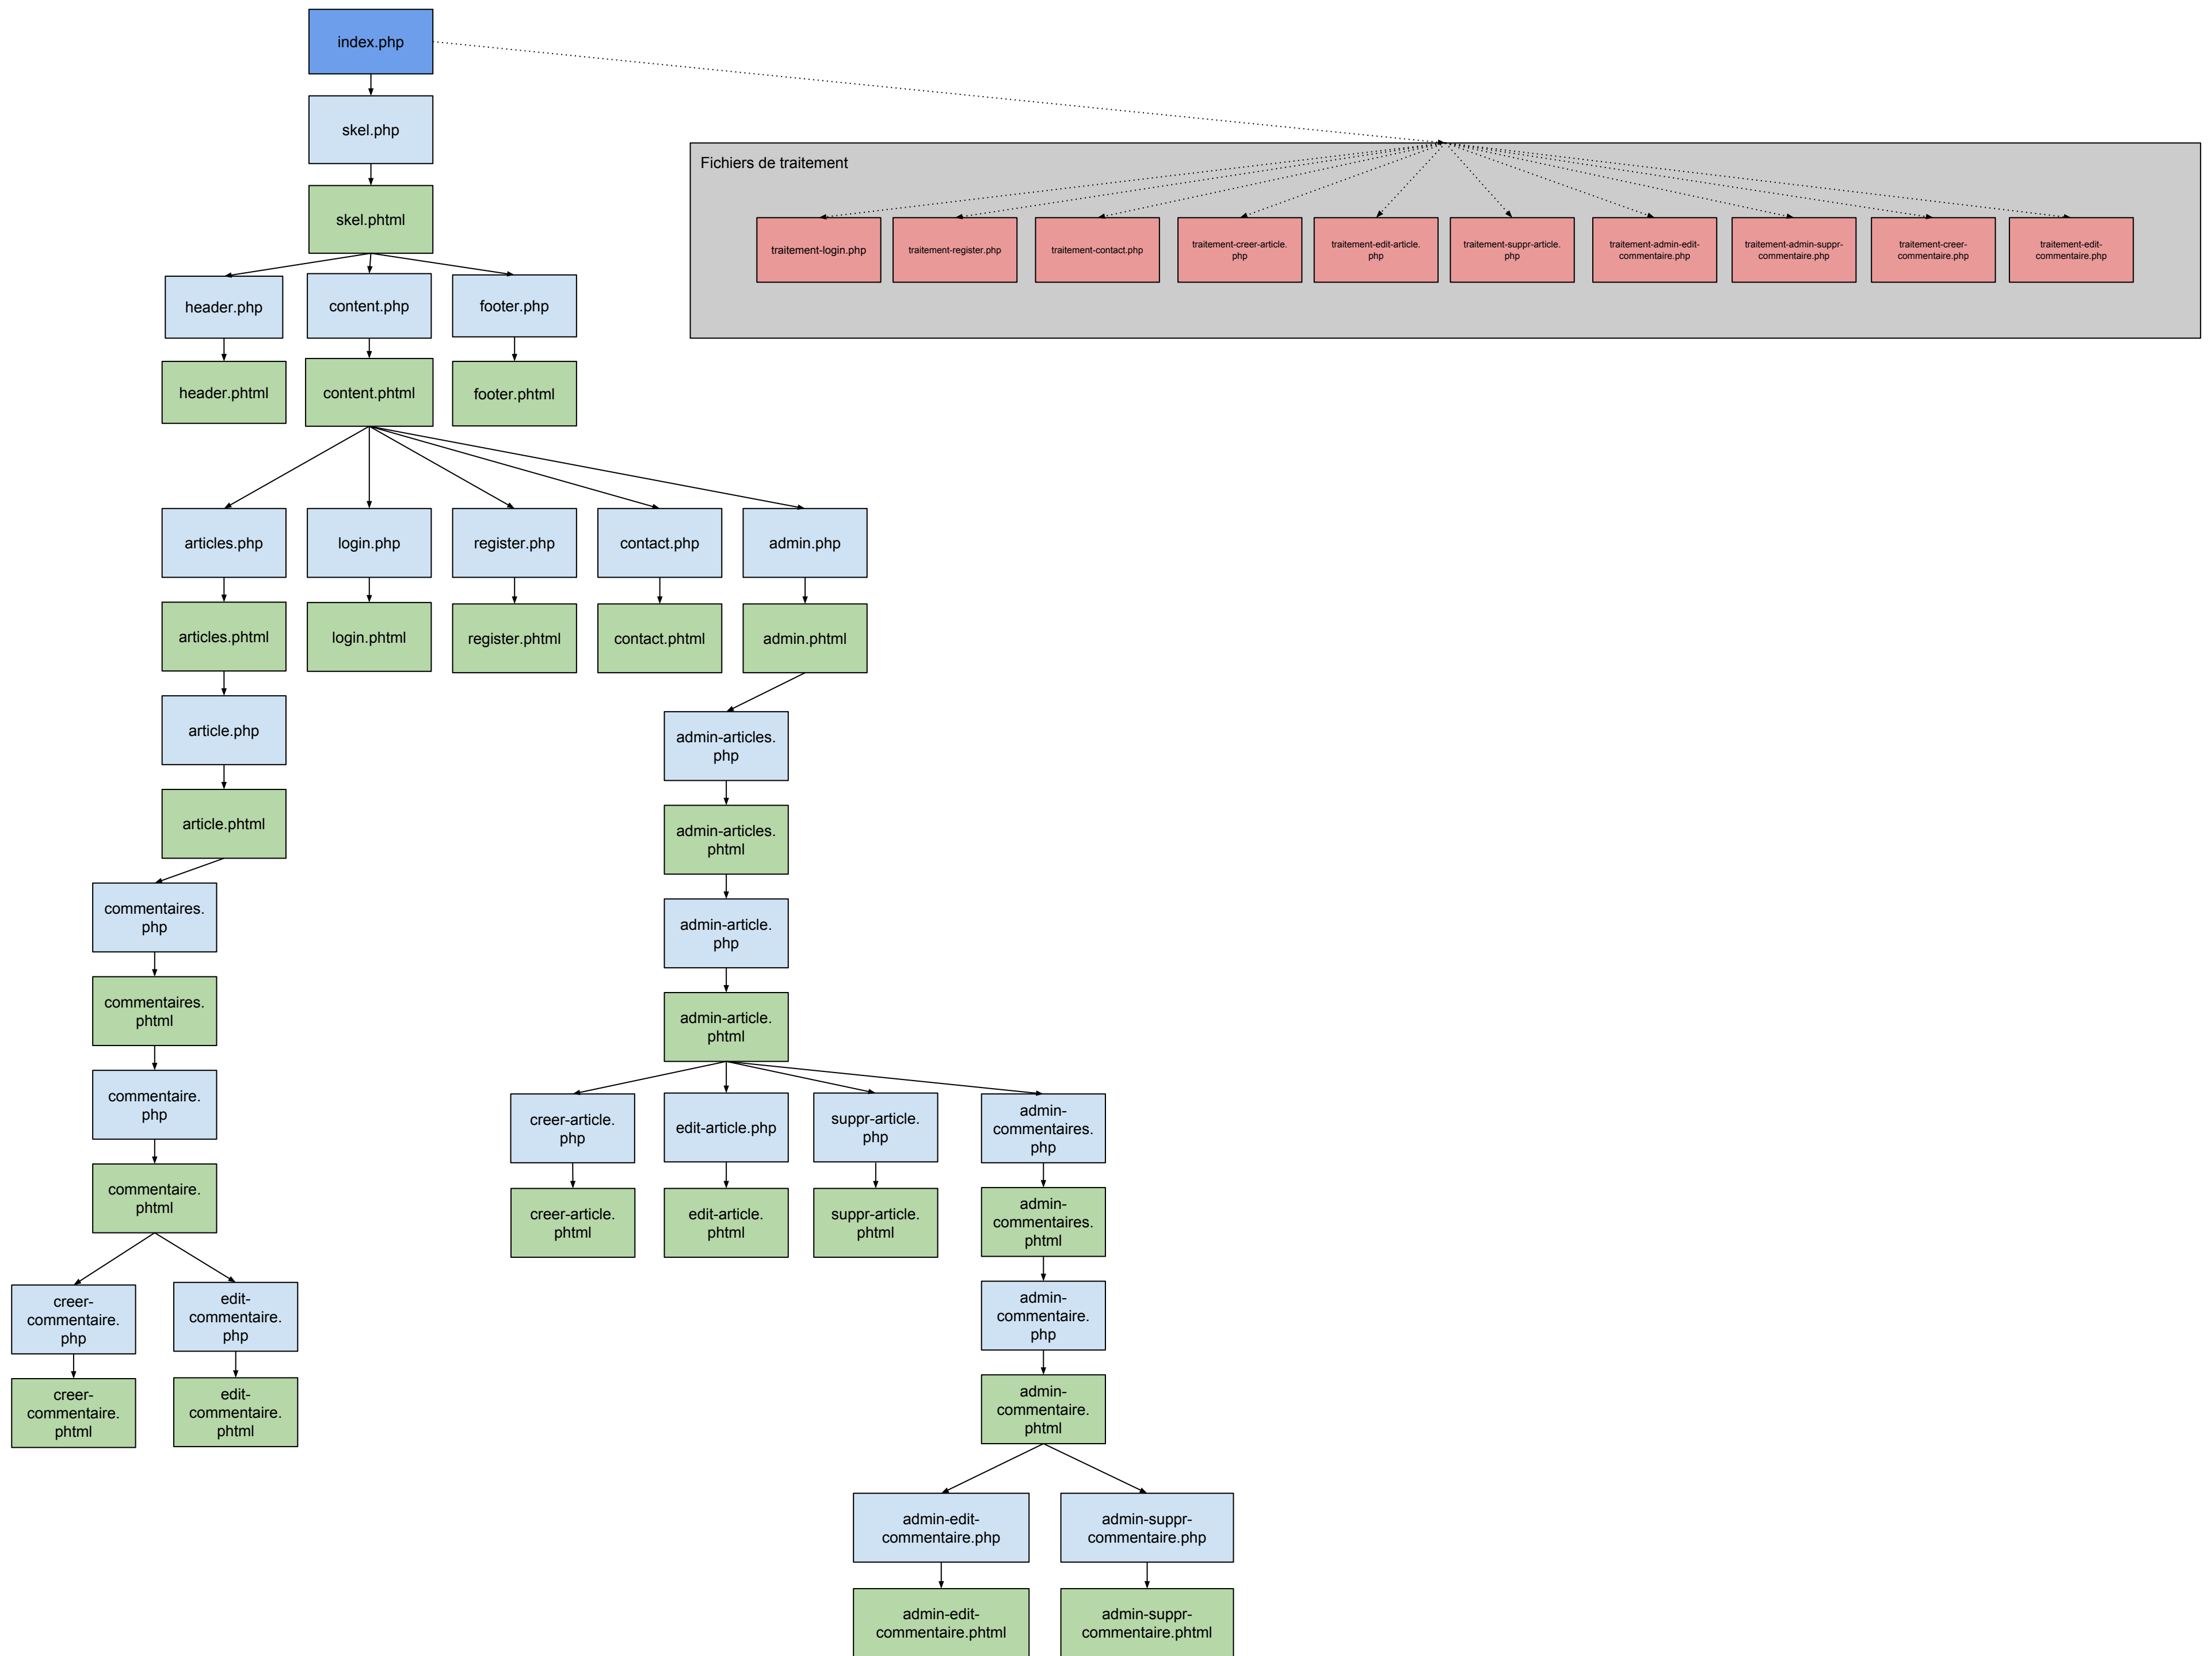 index.php
skel.php
Fichiers de traitement
skel.phtml
traitement-login.php
traitement-register.php
traitement-contact.php
traitement-creer-article.
php
traitement-edit-article.
php
traitement-suppr-article.
php
traitement-admin-edit-
commentaire.php
traitement-admin-suppr-
commentaire.php
traitement-creer-
commentaire.php
traitement-edit-
commentaire.php
header.php
content.php
footer.php
header.phtml
content.phtml
footer.phtml
articles.php
login.php
register.php
contact.php
admin.php
articles.phtml
login.phtml
register.phtml
contact.phtml
admin.phtml
article.php
admin-articles.
php
article.phtml
admin-articles.
phtml
commentaires.
php
admin-article.
php
commentaires.
phtml
admin-article.
phtml
commentaire.
php
creer-article.
php
edit-article.php
suppr-article.
php
admin-
commentaires.
php
commentaire.
phtml
creer-article.
phtml
edit-article.
phtml
suppr-article.
phtml
admin-
commentaires.
phtml
creer-
commentaire.
php
edit-
commentaire.
php
admin-
commentaire.
php
creer-
commentaire.
phtml
edit-
commentaire.
phtml
admin-
commentaire.
phtml
admin-edit-
commentaire.php
admin-suppr-
commentaire.php
admin-edit-
commentaire.phtml
admin-suppr-
commentaire.phtml